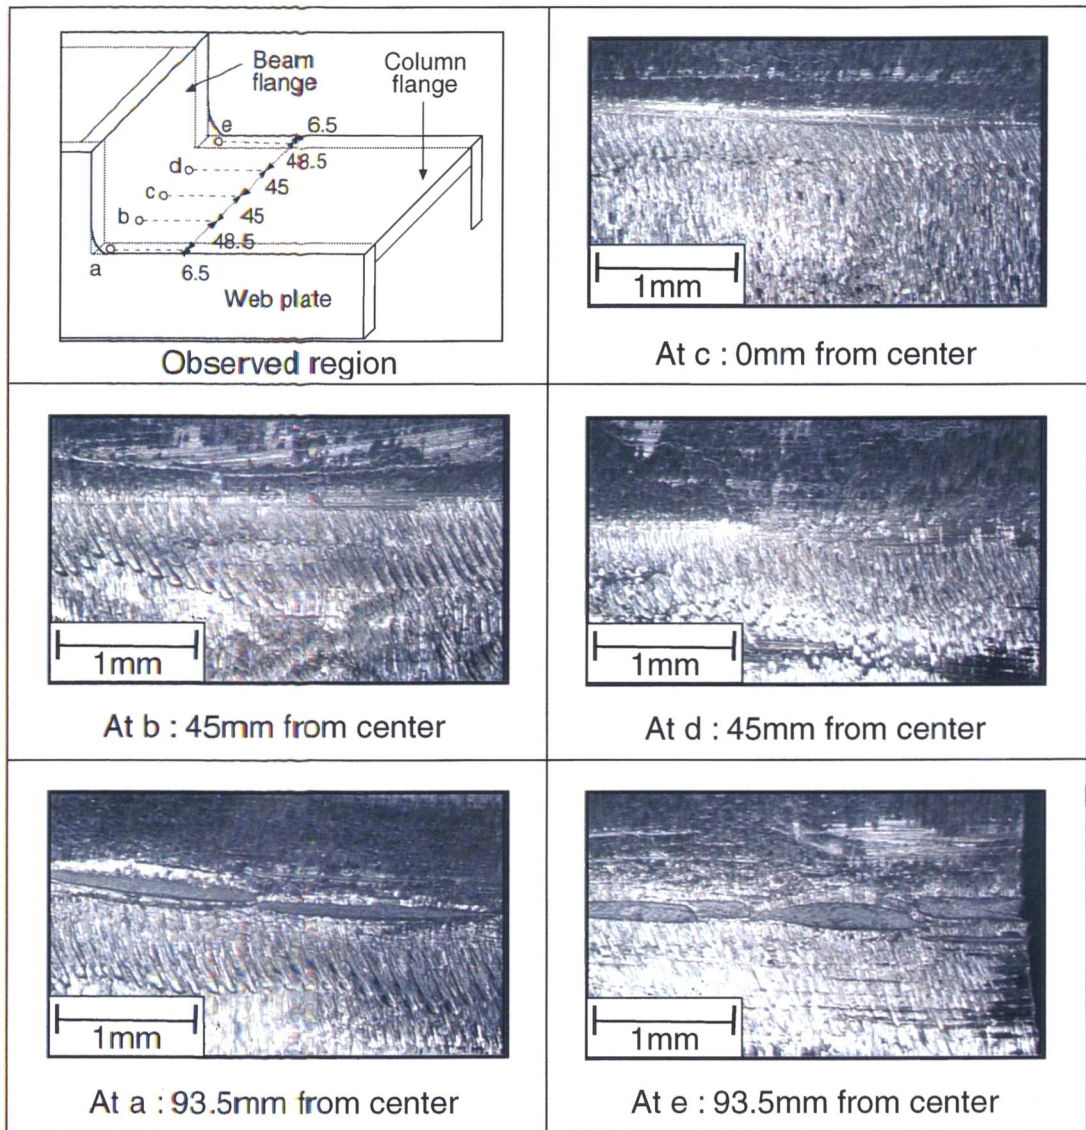 Beam
flange
Column
flange
e
6.5
d
48.5
c
45
b
45
48.5
a
6.5
Web plate
Observed region
1mm
At c : 0mm from center
1mm
At b : 45mm from center
1mm
At d : 45mm from center
1mm
At a : 93.5mm from center
1mm
At e : 93.5mm from center